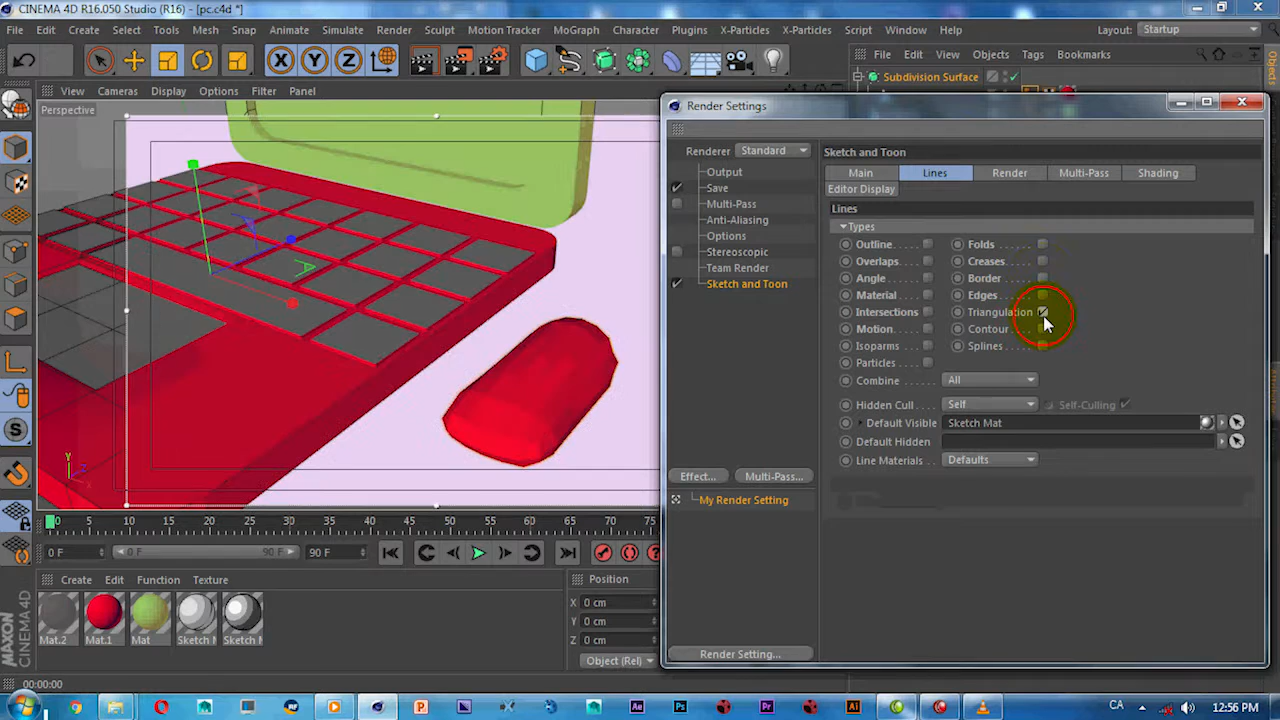 CINEMA 4D R16.050 Studio (R16) - [pc.c4d *]
File Edit Create Select Tools Mesh Snap Animate Simulate Render Sculpt Motion Tracker MoGraph Character Plugins X-Particles X-Particles Script Window Help Layout: Startup
X Y Z
File Edit View Objects Tags Bookmarks
Subdivision Surface
View Cameras Display Options Filter Panel
Perspective
Render Settings
Renderer Standard
Output
Save
Multi-Pass
Anti-Aliasing
Options
Stereoscopic
Team Render
Sketch and Toon
Effect... Multi-Pass...
My Render Setting
Render Setting...
Sketch and Toon
Main Lines Render Multi-Pass Shading
Editor Display
Lines
Types
Outline Folds
Overlaps Creases
Angle Border
Material Edges
Intersections Triangulation
Motion Contour
Isoparms Splines
Particles
Combine All
Hidden Cull Self Self-Culling
Default Visible Sketch Mat
Default Hidden
Line Materials Defaults
0 5 10 15 20 25 30 35 40 45 50 55 60 65 70 75
0 F 0 F 90 F 90 F
Create Edit Function Texture
Mat.2 Mat.1 Mat Sketch M Sketch M
Position
X 0 cm
Y 0 cm
Z 0 cm
Object (Rel)
MAXON
CINEMA 4D
00:00:00
CA 12:56 PM